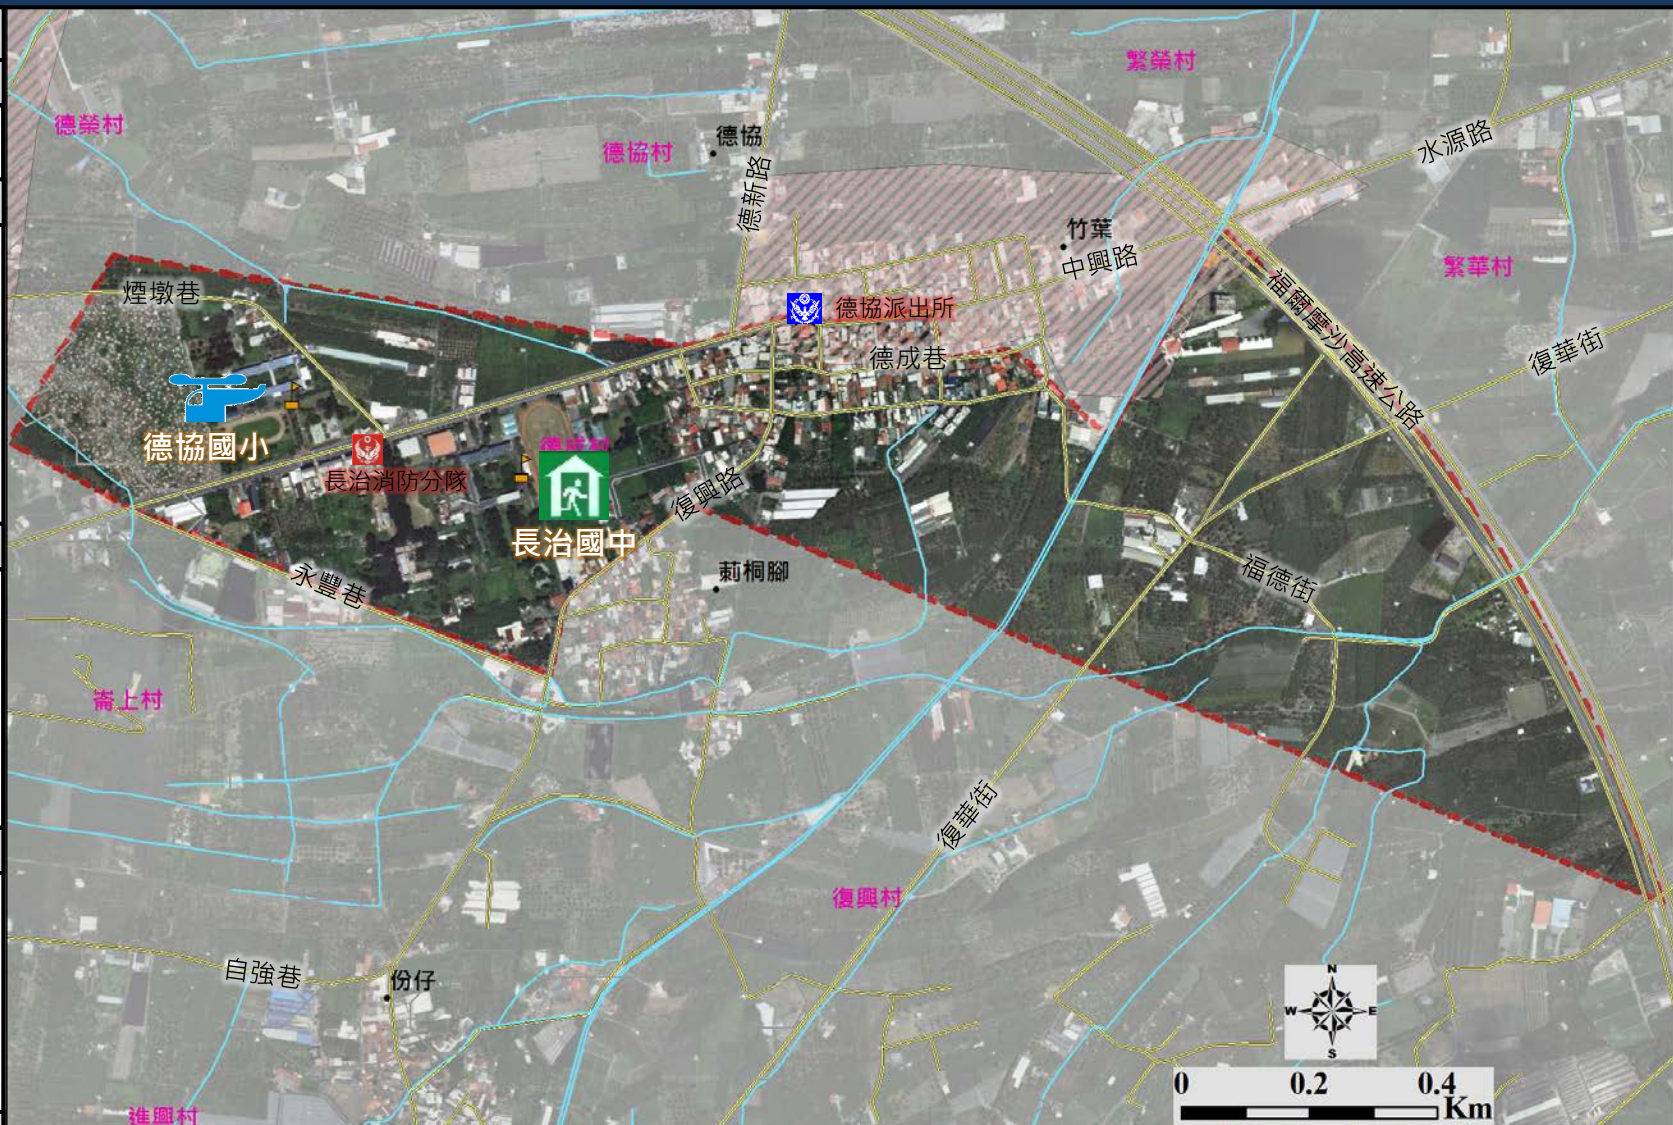 繁榮村
德榮村
德協
德協村
水源路
德新路
竹葉
中興路
繁華村
煙墩巷
福爾摩沙高速公路
德協派出所
復華街
德成巷
德協國小
德成村
長治消防分隊
復興路
長治國中
莿桐腳
福德街
永豐巷
崙上村
復華街
復興村
自強巷
份仔
N
W
E
S
0
0.2
0.4
Km
進興村